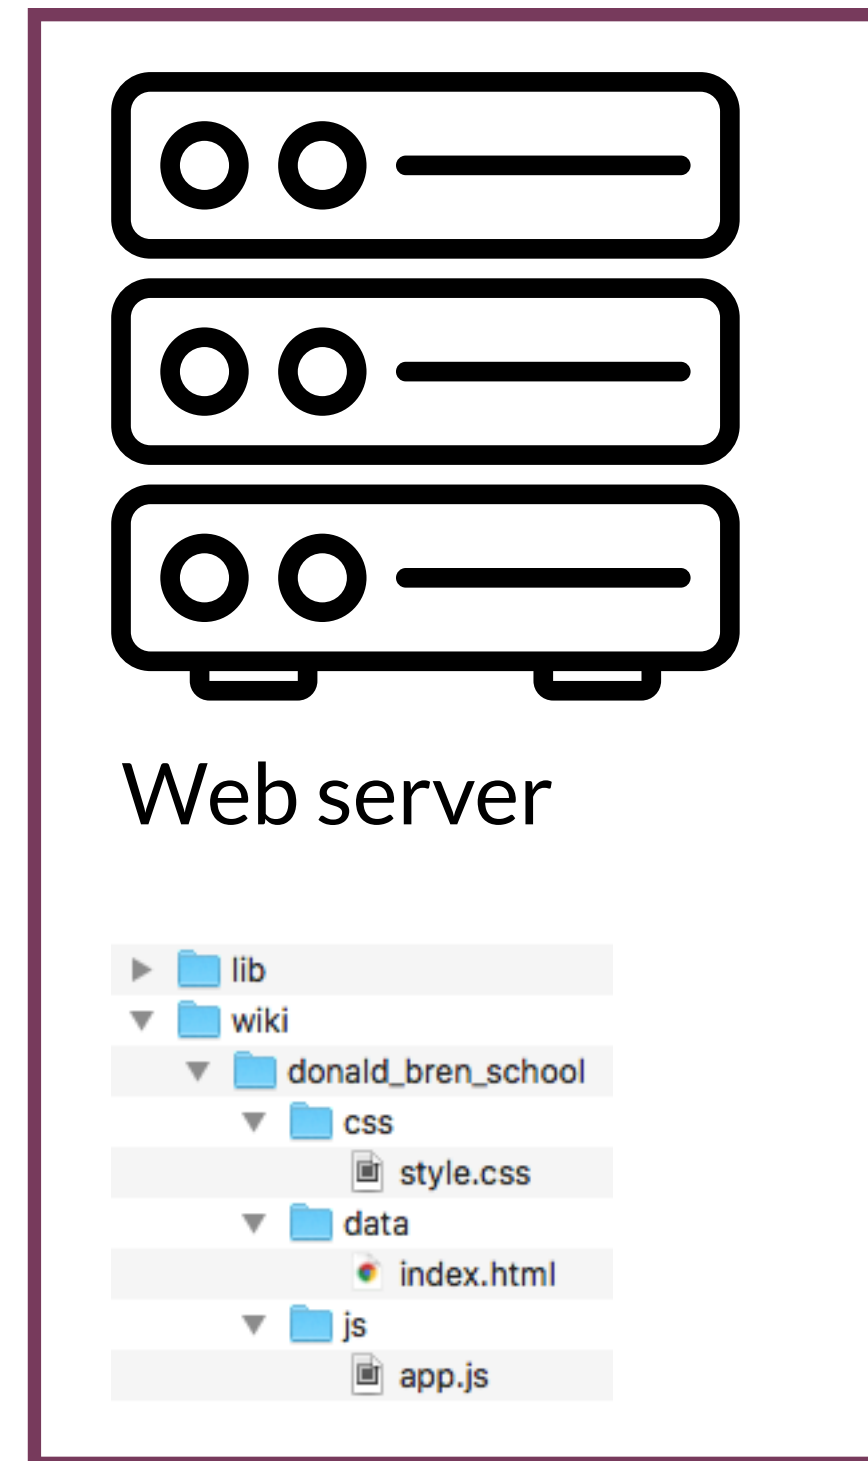 Web server
lib
wiki
donald_bren_school
css
style.css
data
index.html
js
app.js